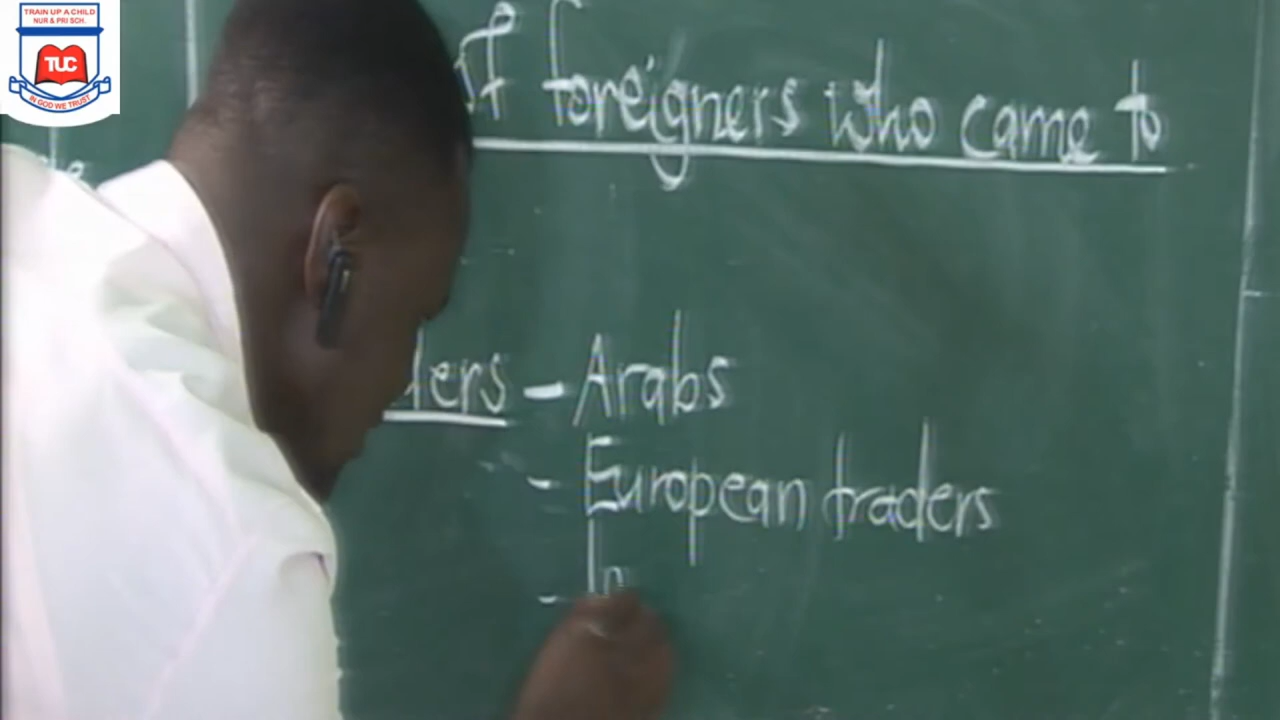 TRAIN UP A CHILD
NUR & PRI SCH.
TUC
IN GOD WE TRUST
foreigners who came to
ders - Arabs
- European traders
- In